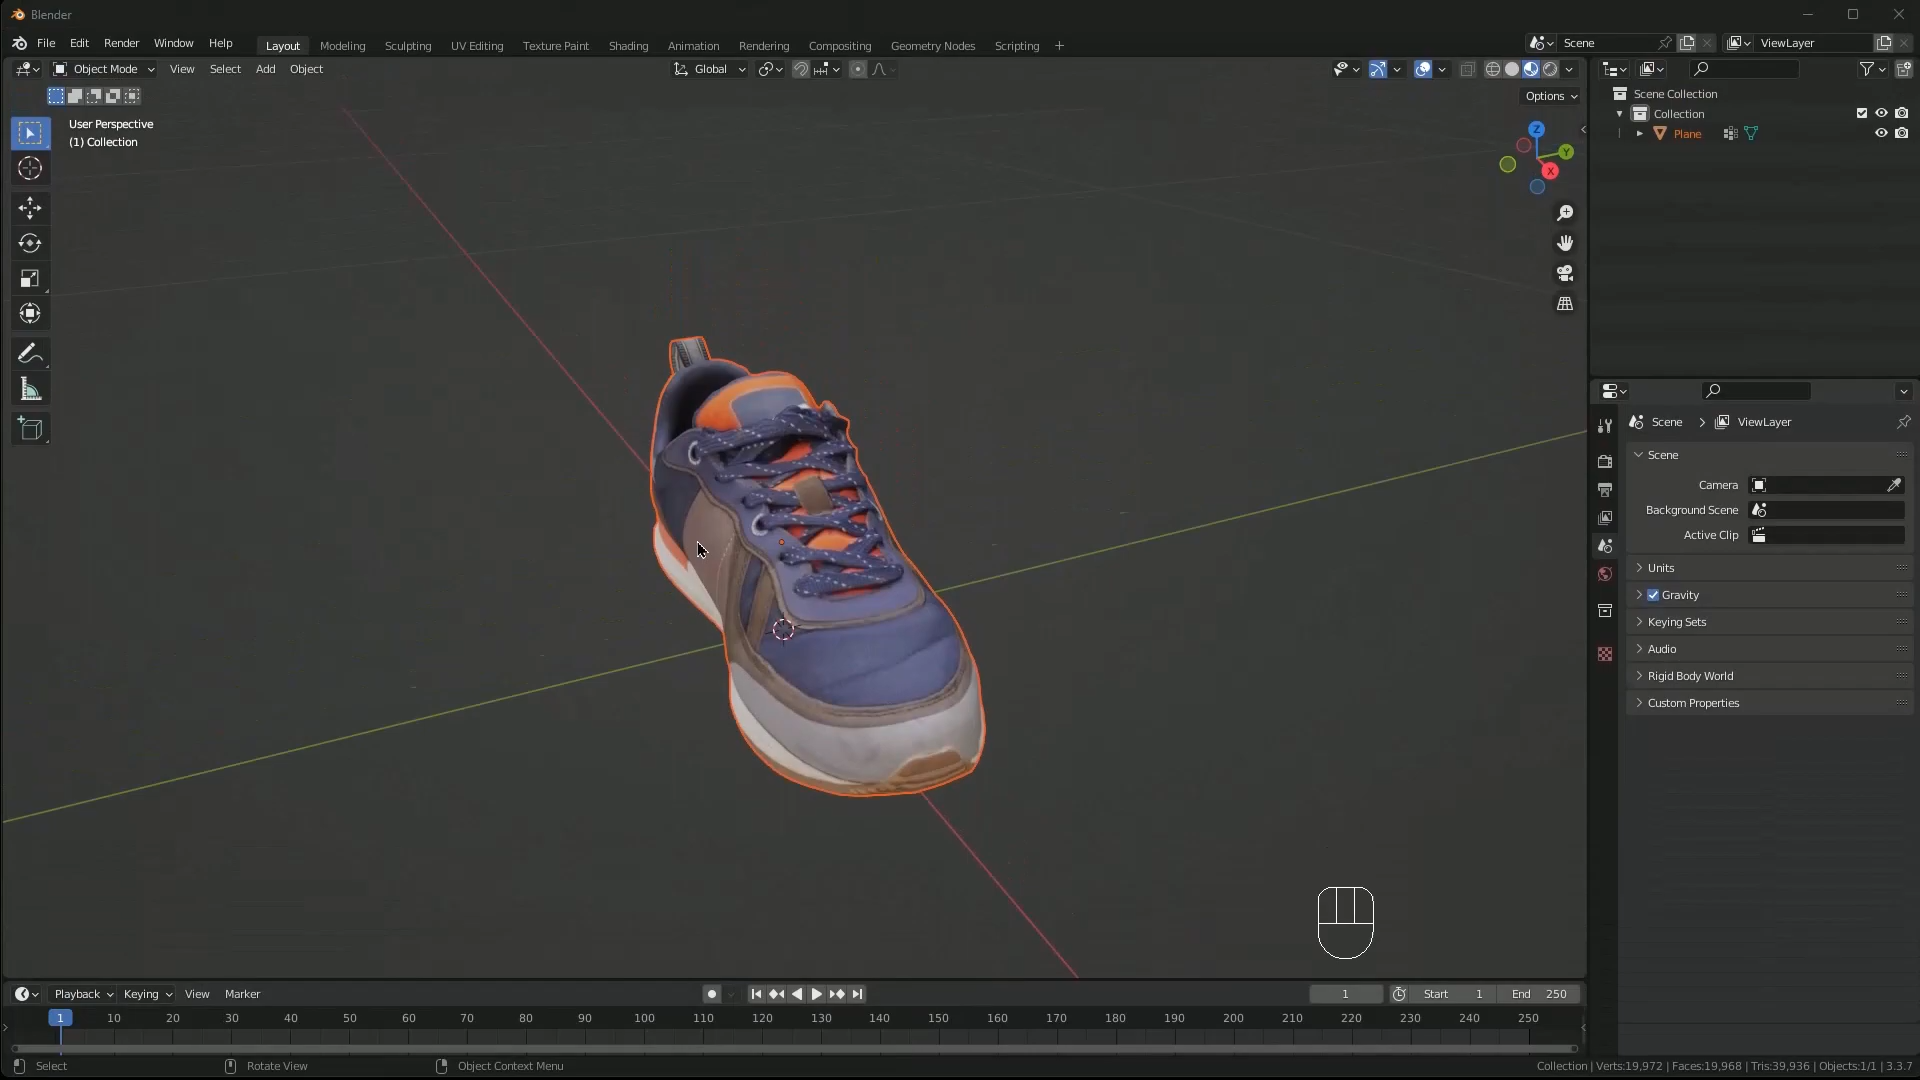 Blender
File Edit Render Window Help
Layout Modeling Sculpting UV Editing Texture Paint Shading Animation Rendering Compositing Geometry Nodes Scripting
Scene
ViewLayer
Object Mode View Select Add Object
Global
Options
User Perspective
(1) Collection
Z
Y
X
Scene Collection
Collection
Plane
Scene ViewLayer
Scene
Camera
Background Scene
Active Clip
Units
Gravity
Keying Sets
Audio
Rigid Body World
Custom Properties
Playback Keying View Marker
1 Start 1 End 250
1 10 20 30 40 50 60 70 80 90 100 110 120 130 140 150 160 170 180 190 200 210 220 230 240 250
Select Rotate View Object Context Menu
Collection | Verts:19,972 | Faces:19,968 | Tris:39,936 | Objects:1/1 | 3.3.7